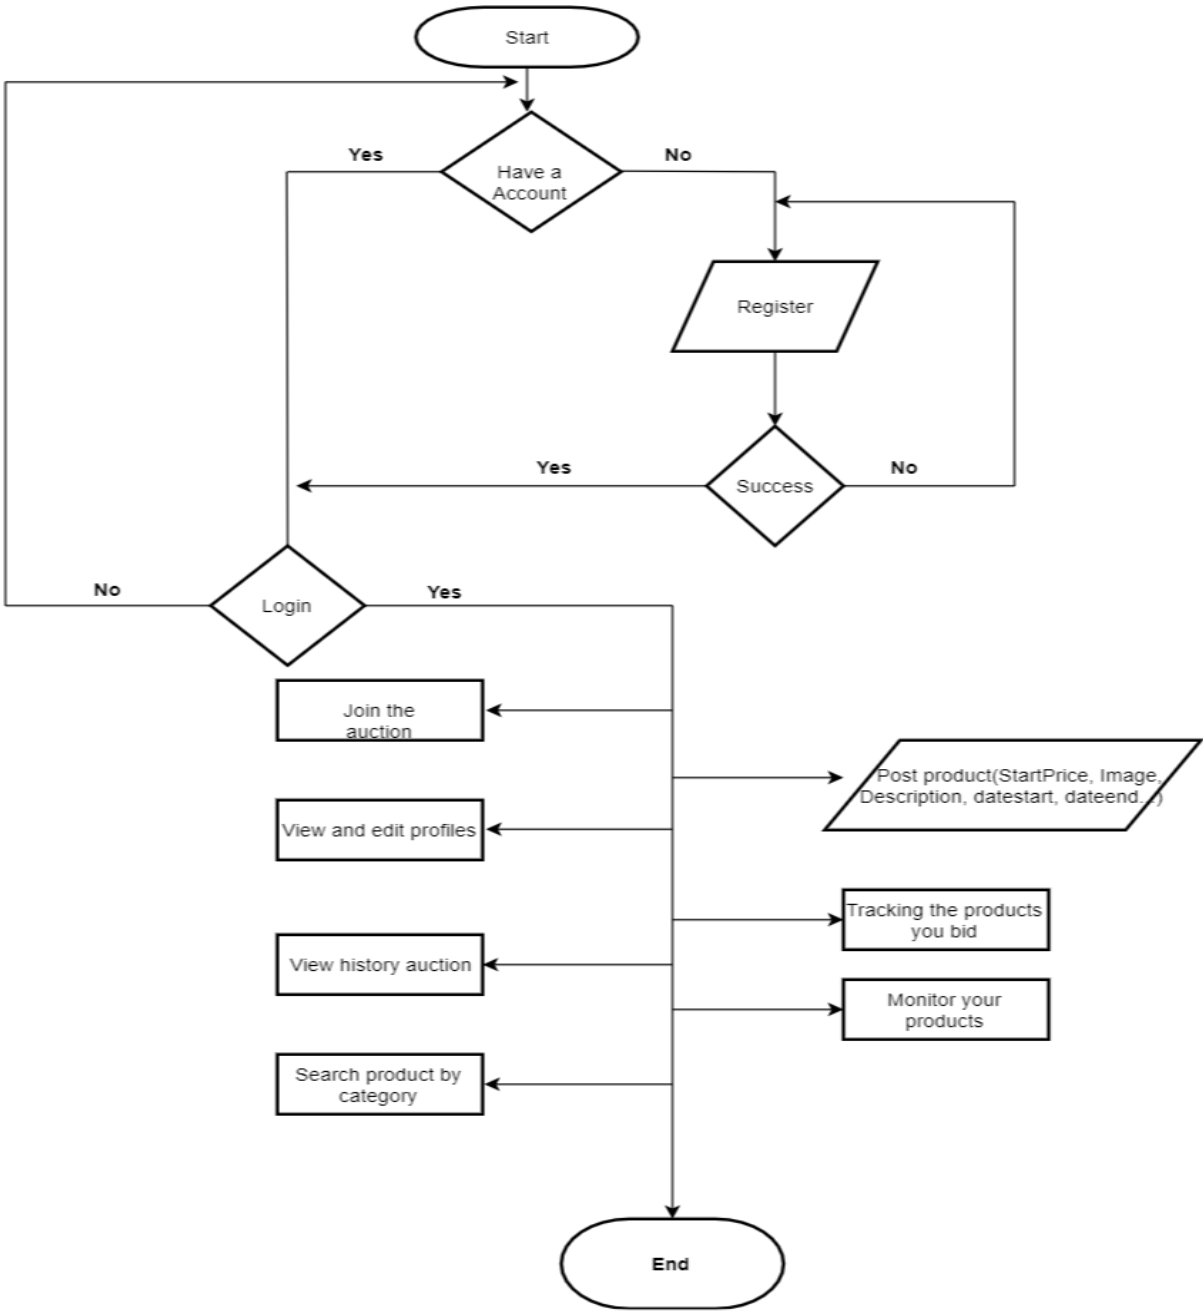 Start
Yes
No
Have a
Account
Register
Yes
No
Success
No
Yes
Login
Join the
auction
Post product(StartPrice, Image,
Description, datestart, dateend...)
View and edit profiles
Tracking the products
you bid
View history auction
Monitor your
products
Search product by
category
End